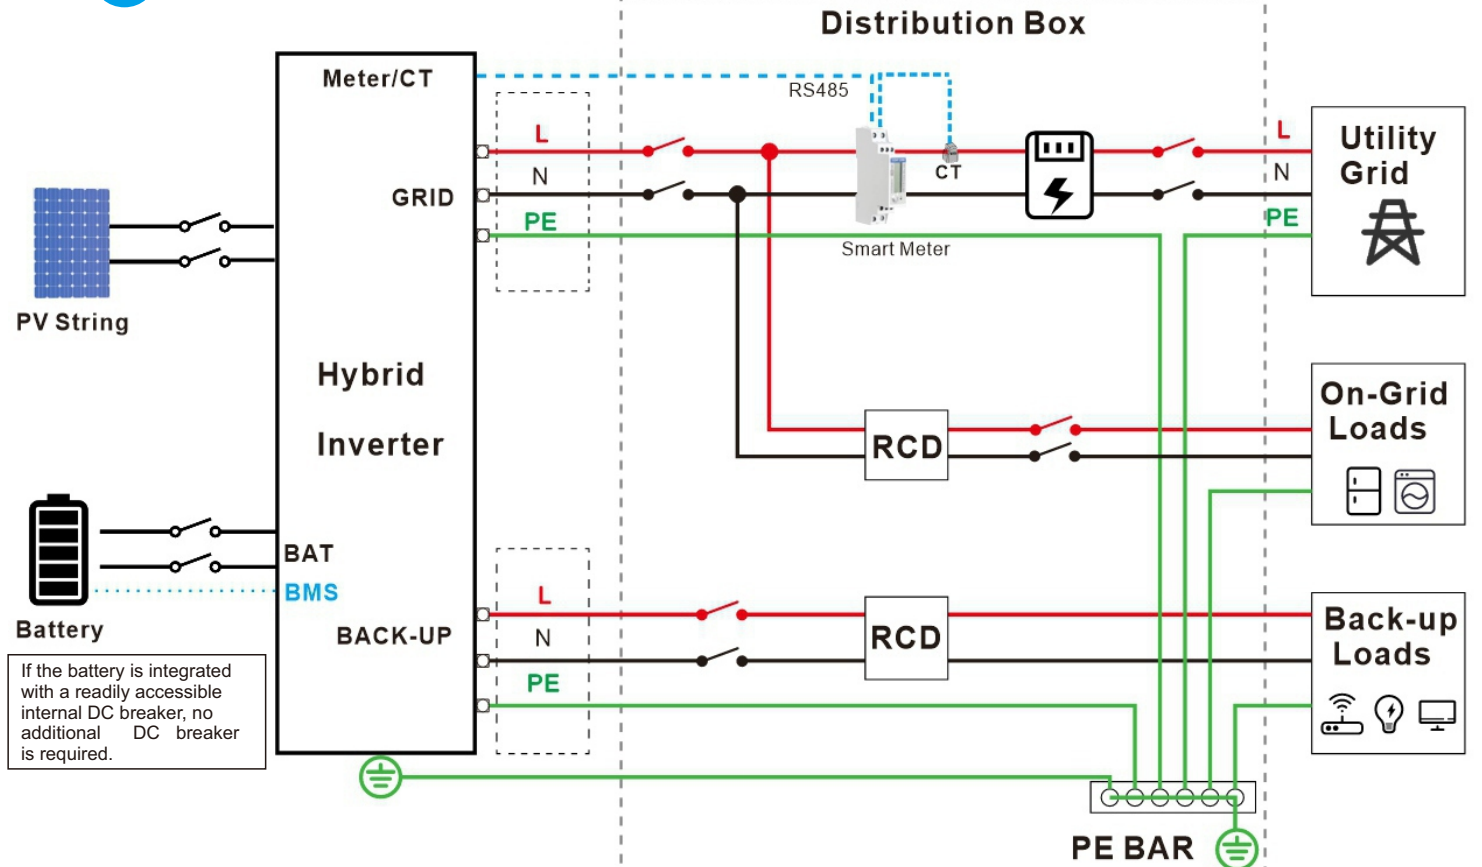 Distribution Box
Meter/CT
RS485
L
N
PE
GRID
CT
Smart Meter
L
N
PE
Utility
Grid
PV String
Hybrid
Inverter
RCD
On-Grid
Loads
BAT
BMS
Battery
BACK-UP
L
N
PE
RCD
Back-up
Loads
If the battery is integrated
with a readily accessible
internal DC breaker, no
additional DC breaker
is required.
PE BAR